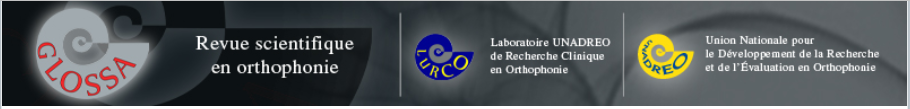 GLOSSA
Revue scientifique
en orthophonie
LURCO
Laboratoire UNADREO
de Recherche Clinique
en Orthophonie
UNADREO
Union Nationale pour
le Développement de la Recherche
et de l'Évaluation en Orthophonie